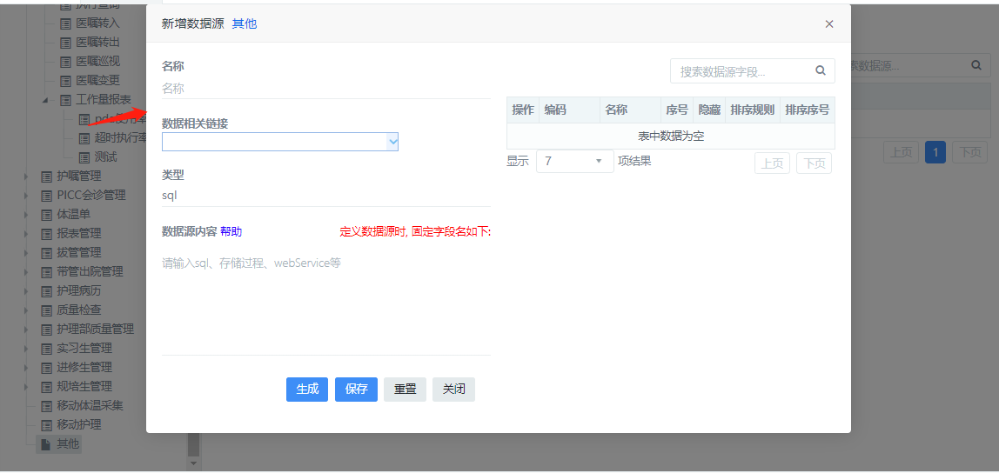 执行查询
医嘱转入
医嘱转出
医嘱巡视
医嘱变更
工作量报表
pda使用率
超时执行率
测试
护嘱管理
PICC会诊管理
体温单
报表管理
拔管管理
带管出院管理
护理病历
质量检查
护理部质量管理
实习生管理
进修生管理
规培生管理
移动体温采集
移动护理
其他
新增数据源 其他
×
名称
名称
数据相关链接
类型
sql
数据源内容 帮助 定义数据源时, 固定字段名如下:
请输入sql、存储过程、webService等
生成 保存 重置 关闭
搜索数据源字段...
操作 编码 名称 序号 隐藏 排序规则 排序序号
表中数据为空
显示 7 项结果
上页 下页
数据源...
上页 1 下页